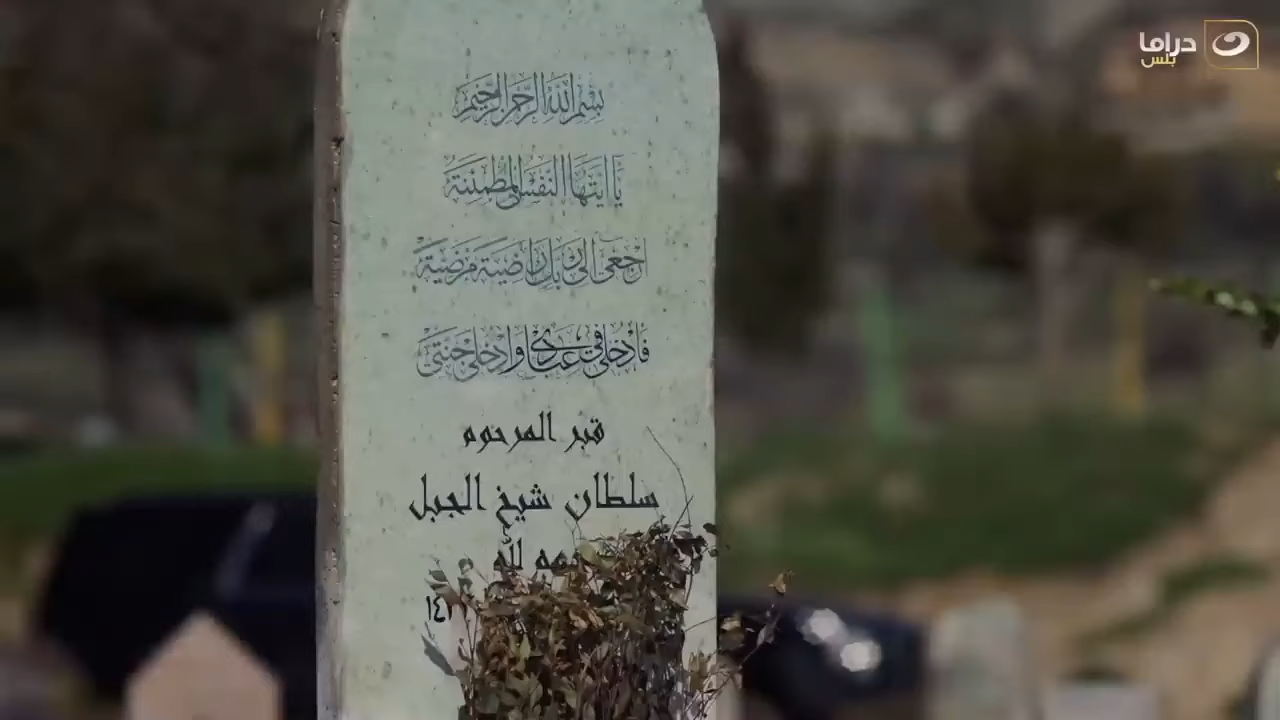 دراما
بلس
بسم الله الرحمن الرحيم
يا ايتها النفس المطمئنة
ارجعي الى ربك راضية مرضية
فادخلي في عبادي وادخلي جنتي
قبر المرحوم
سلطان شيخ الجبل